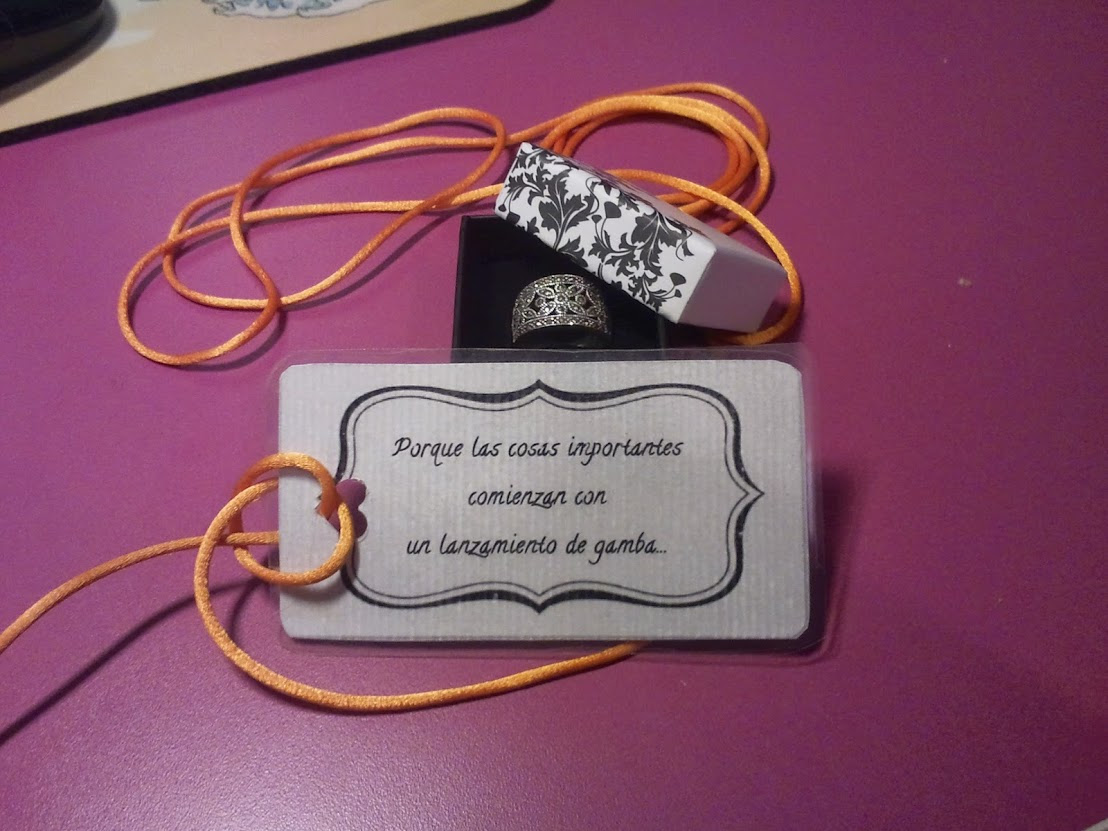 Porque las cosas importantes
comienzan con
un lanzamiento de gamba...